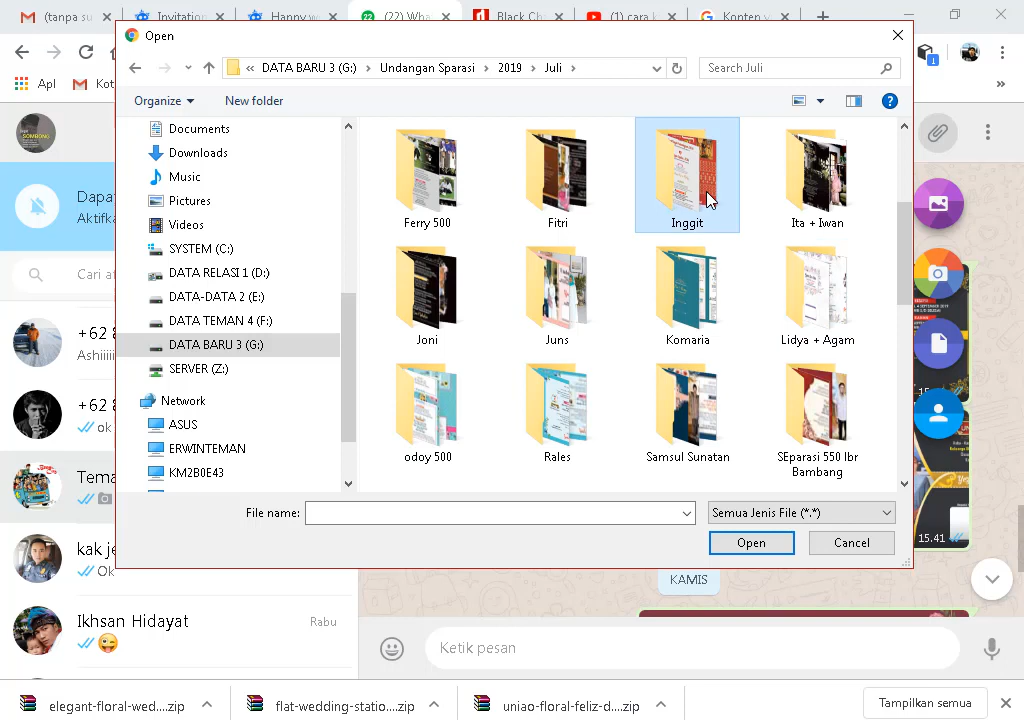 (tanpa su
Invitation
Hanny w
(22) Wha
Black Ch
(1) cara k
Konten y
Open
DATA BARU 3 (G:)
Undangan Sparasi
2019
Juli
Search Juli
Apl
Kot
Organize
New folder
Documents
Downloads
Music
Pictures
Videos
SYSTEM (C:)
DATA RELASI 1 (D:)
DATA-DATA 2 (E:)
DATA TEMAN 4 (F:)
DATA BARU 3 (G:)
SERVER (Z:)
Network
ASUS
ERWINTEMAN
KM2B0E43
Ferry 500
Fitri
Inggit
Ita + Iwan
Joni
Juns
Komaria
Lidya + Agam
odoy 500
Rales
Samsul Sunatan
SEparasi 550 lbr
Bambang
File name:
Semua Jenis File (*.*)
Open
Cancel
Dapa
Aktifka
Cari at
+62 8
Ashiiiii
+62 8
ok
Tema
kak je
Ok
Ikhsan Hidayat
Rabu
15.41
KAMIS
Ketik pesan
elegant-floral-wed....zip
flat-wedding-statio....zip
uniao-floral-feliz-d....zip
Tampilkan semua